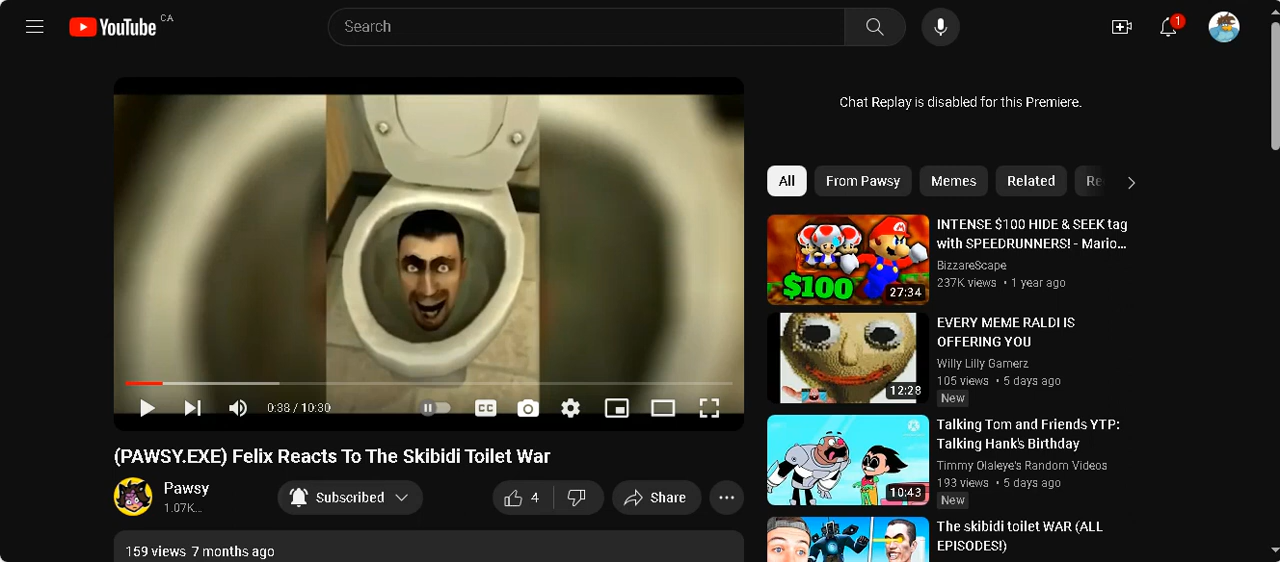 YouTube CA
Search
1
Chat Replay is disabled for this Premiere.
All
From Pawsy
Memes
Related
Re
0:38 / 10:30
CC
(PAWSY.EXE) Felix Reacts To The Skibidi Toilet War
Pawsy
1.07K...
Subscribed
4
Share
159 views 7 months ago
$100
27:34
INTENSE $100 HIDE & SEEK tag
with SPEEDRUNNERS! - Mario...
BizzareScape
237K views • 1 year ago
12:28
EVERY MEME RALDI IS
OFFERING YOU
Willy Lilly Gamerz
105 views • 5 days ago
New
10:43
Talking Tom and Friends YTP:
Talking Hank's Birthday
Timmy Olaleye's Random Videos
193 views • 5 days ago
New
The skibidi toilet WAR (ALL
EPISODES!)